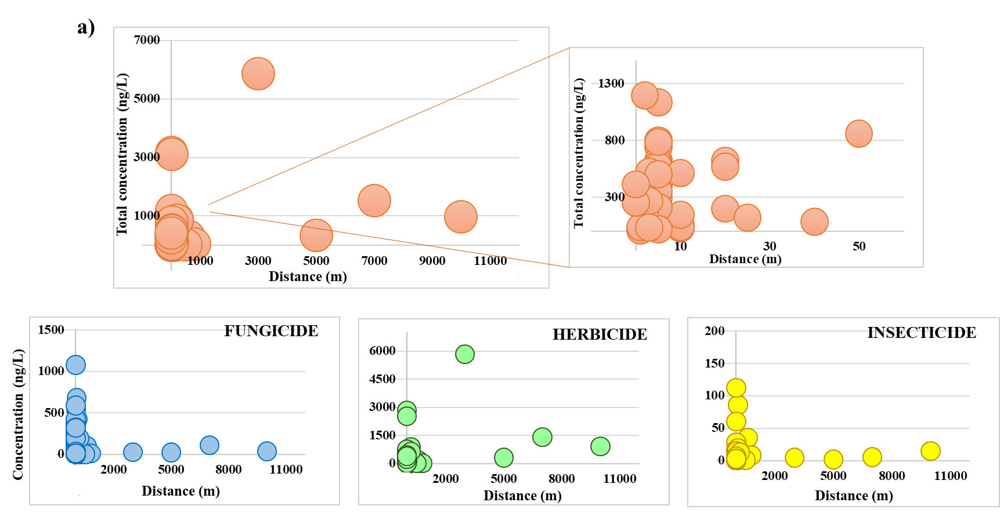 a)
7000
5000
3000
1000
Total concentration (ng/L)
1000 3000 5000 7000 9000 11000
Distance (m)
1300
800
300
Total concentration (ng/L)
10 30 50
Distance (m)
FUNGICIDE
1500
1000
500
0
Concentration (ng/L)
2000 5000 8000 11000
Distance (m)
HERBICIDE
6000
4500
3000
1500
0
2000 5000 8000 11000
Distance (m)
INSECTICIDE
200
150
100
50
0
2000 5000 8000 11000
Distance (m)